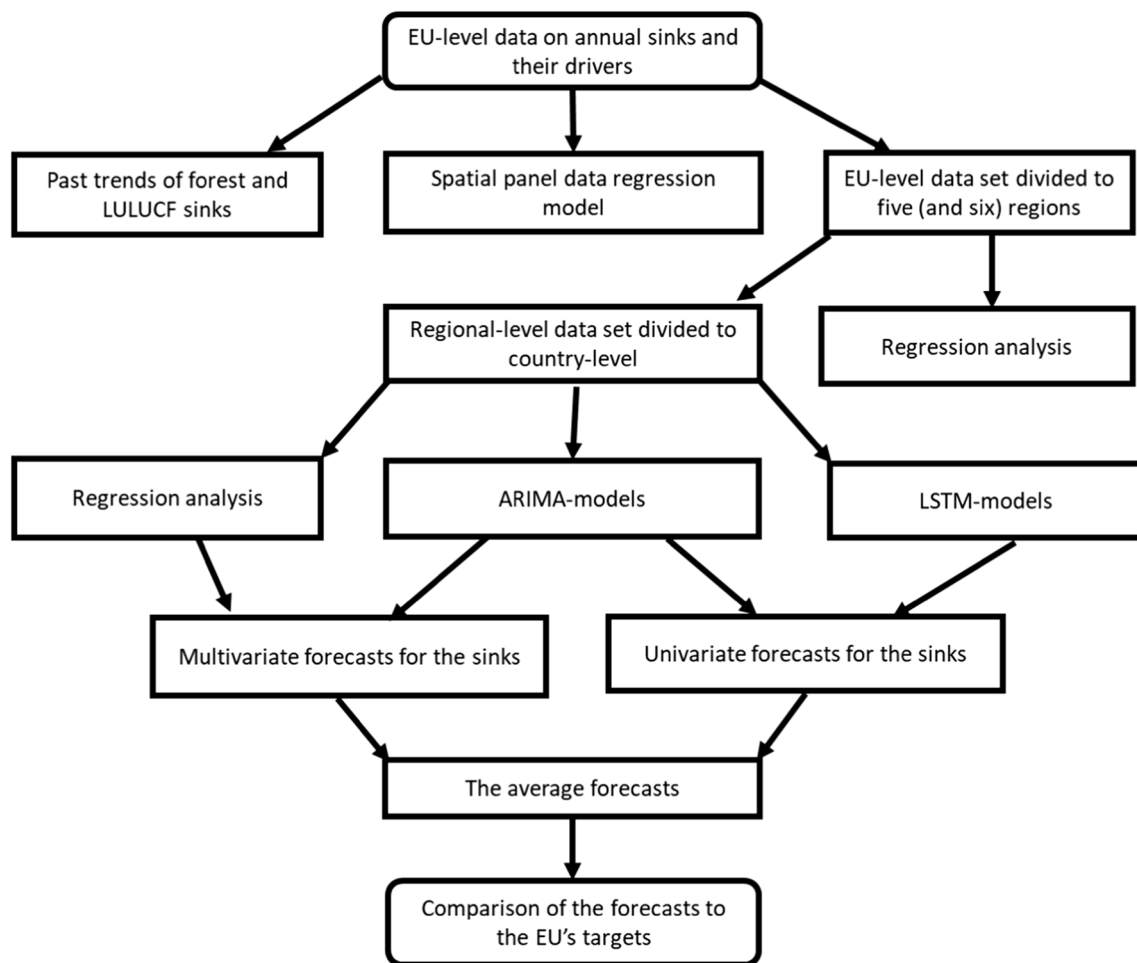 EU-level data on annual sinks and
their drivers
Past trends of forest and
LULUCF sinks
Spatial panel data regression
model
EU-level data set divided to
five (and six) regions
Regional-level data set divided to
country-level
Regression analysis
Regression analysis
ARIMA-models
LSTM-models
Multivariate forecasts for the sinks
Univariate forecasts for the sinks
The average forecasts
Comparison of the forecasts to
the EU's targets